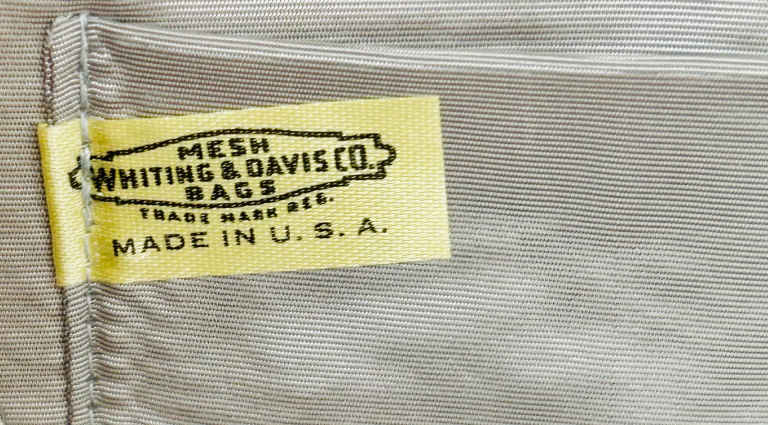 MESH
WHITING & DAVIS CO.
BAGS
TRADE MARK REG.
MADE IN U. S. A.